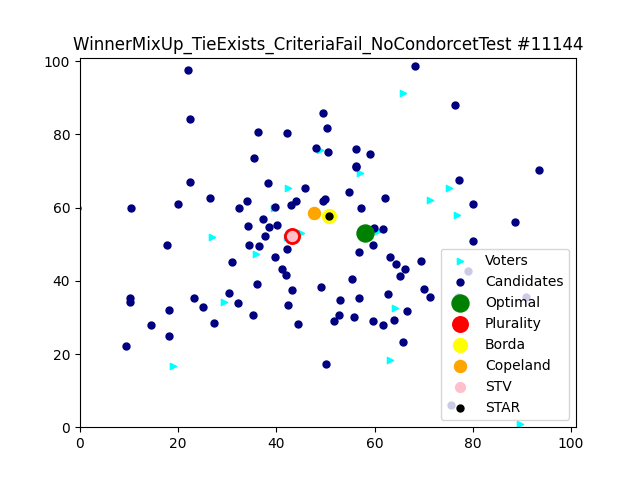 WinnerMixUp_TieExists_CriteriaFail_NoCondorcetTest #11144
100
80
60
40
20
0
0 20 40 60 80 100
Voters
Candidates
Optimal
Plurality
Borda
Copeland
STV
STAR